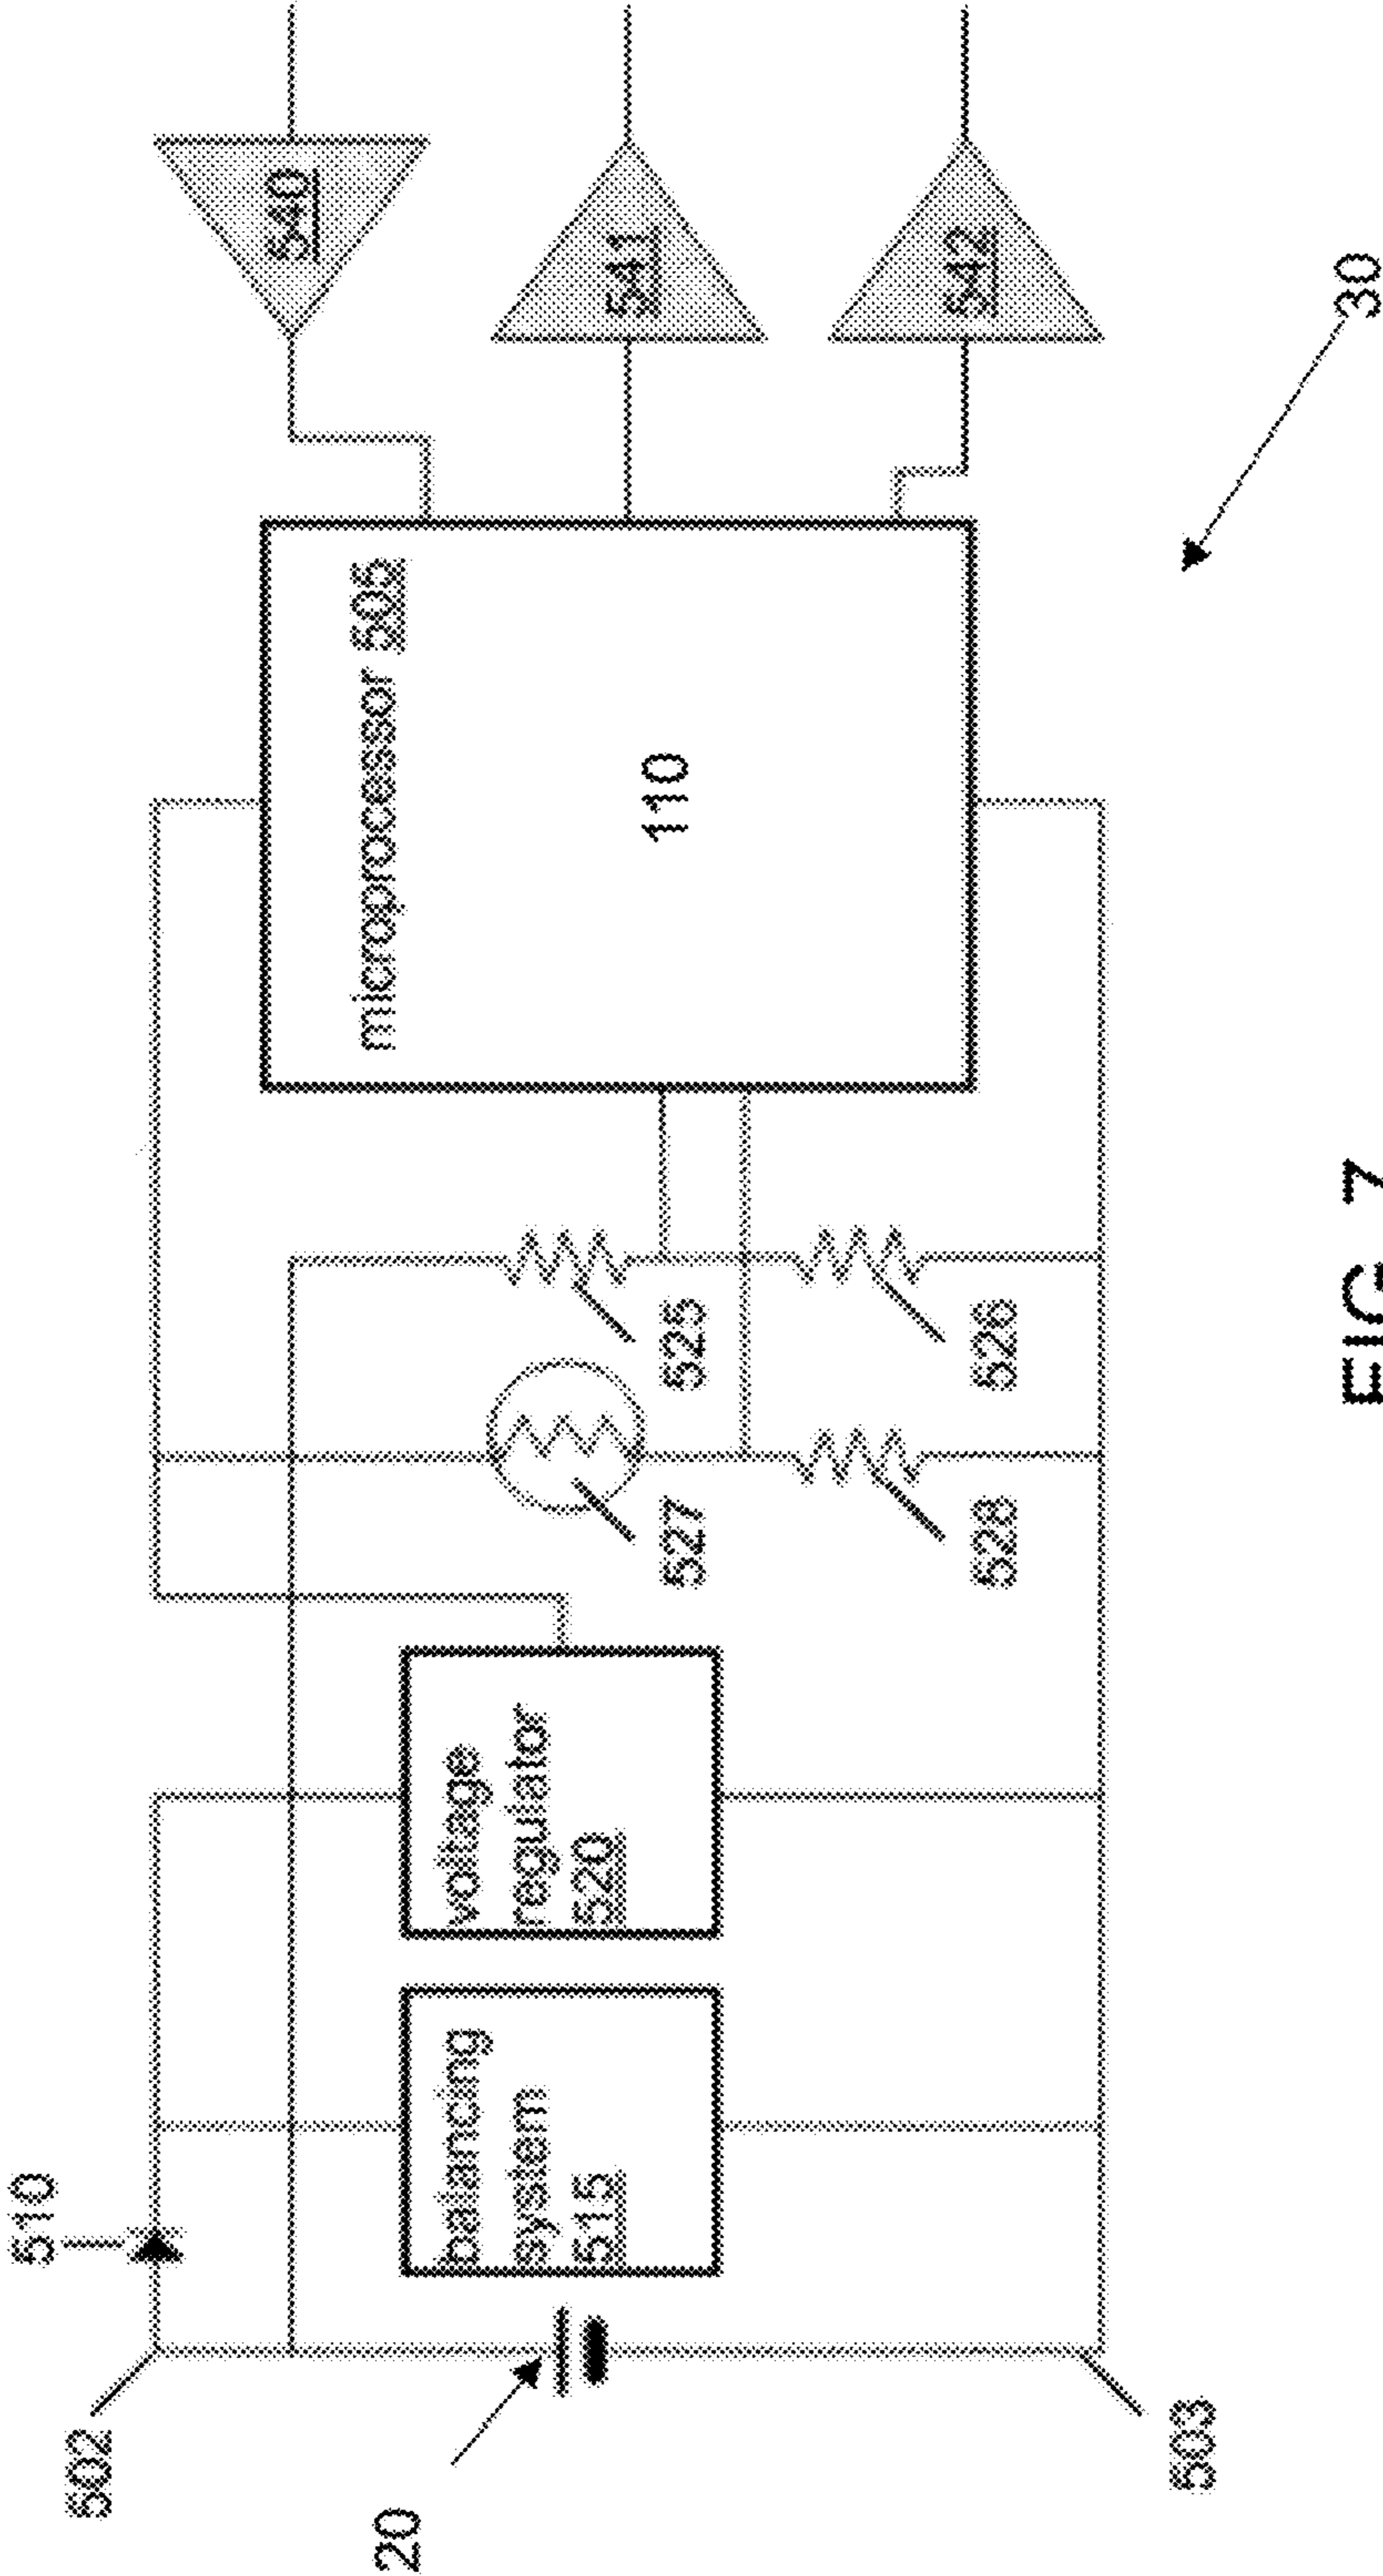 502
510
20
503
balancing
system
515
voltage
regulator
520
527
528
525
526
microprocessor 505
110
540
541
542
30
FIG 7